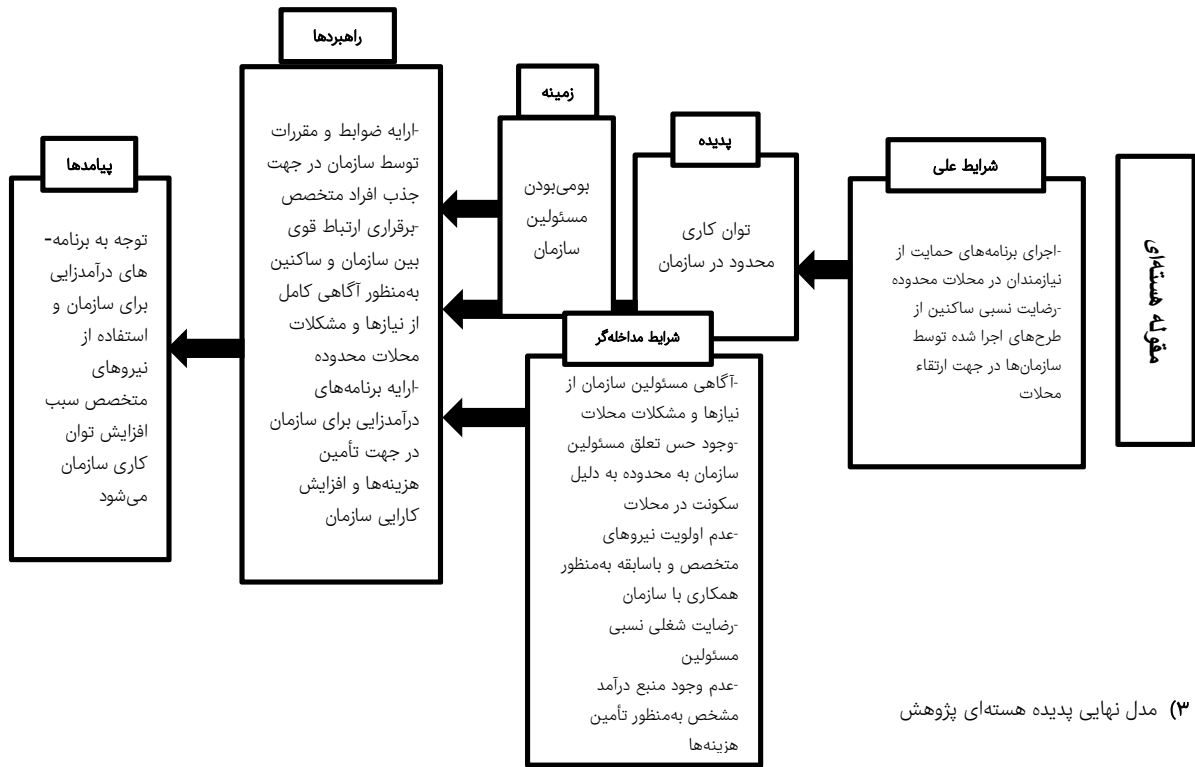 مقوله هسته‌ای
شرایط علی
-اجرای برنامه‌های حمایت از
نیازمندان در محلات محدوده
-رضایت نسبی ساکنین از
طرح‌های اجرا شده توسط
سازمان‌ها در جهت ارتقاء
محلات
پدیده
توان کاری
محدود در سازمان
زمینه
بومی‌بودن
مسئولین
سازمان
شرایط مداخله‌گر
-آگاهی مسئولین سازمان از
نیازها و مشکلات محلات
-وجود حس تعلق مسئولین
سازمان به محدوده به دلیل
سکونت در محلات
-عدم اولویت نیروهای
متخصص و باسابقه به‌منظور
همکاری با سازمان
-رضایت شغلی نسبی
مسئولین
-عدم وجود منبع درآمد
مشخص به‌منظور تأمین
هزینه‌ها
راهبردها
-ارایه ضوابط و مقررات
توسط سازمان در جهت
جذب افراد متخصص
-برقراری ارتباط قوی
بین سازمان و ساکنین
به‌منظور آگاهی کامل
از نیازها و مشکلات
محلات محدوده
-ارایه برنامه‌های
درآمدزایی برای سازمان
در جهت تأمین
هزینه‌ها و افزایش
کارایی سازمان
پیامدها
توجه به برنامه-
های درآمدزایی
برای سازمان و
استفاده از
نیروهای
متخصص سبب
افزایش توان
کاری سازمان
می‌شود
۳) مدل نهایی پدیده هسته‌ای پژوهش